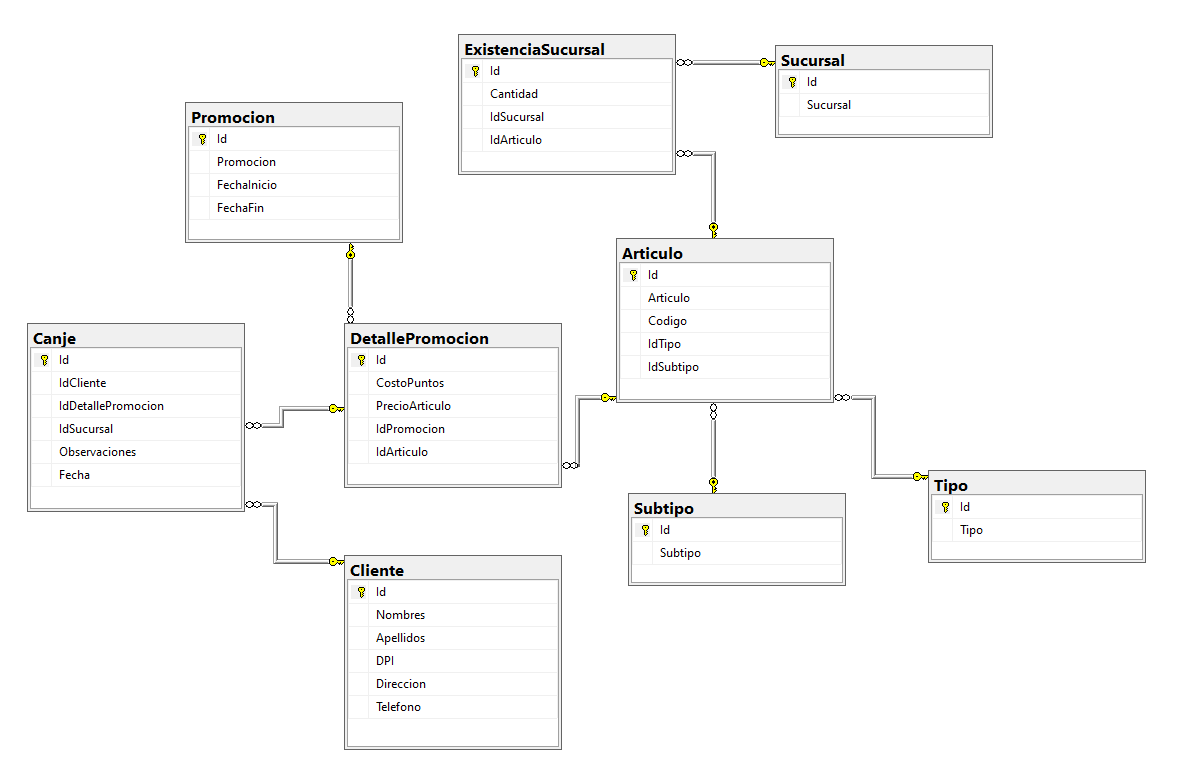 ExistenciaSucursal
Id
Cantidad
IdSucursal
IdArticulo
Sucursal
Id
Sucursal
Promocion
Id
Promocion
FechaInicio
FechaFin
Articulo
Id
Articulo
Codigo
IdTipo
IdSubtipo
Canje
Id
IdCliente
IdDetallePromocion
IdSucursal
Observaciones
Fecha
DetallePromocion
Id
CostoPuntos
PrecioArticulo
IdPromocion
IdArticulo
Tipo
Id
Tipo
Subtipo
Id
Subtipo
Cliente
Id
Nombres
Apellidos
DPI
Direccion
Telefono